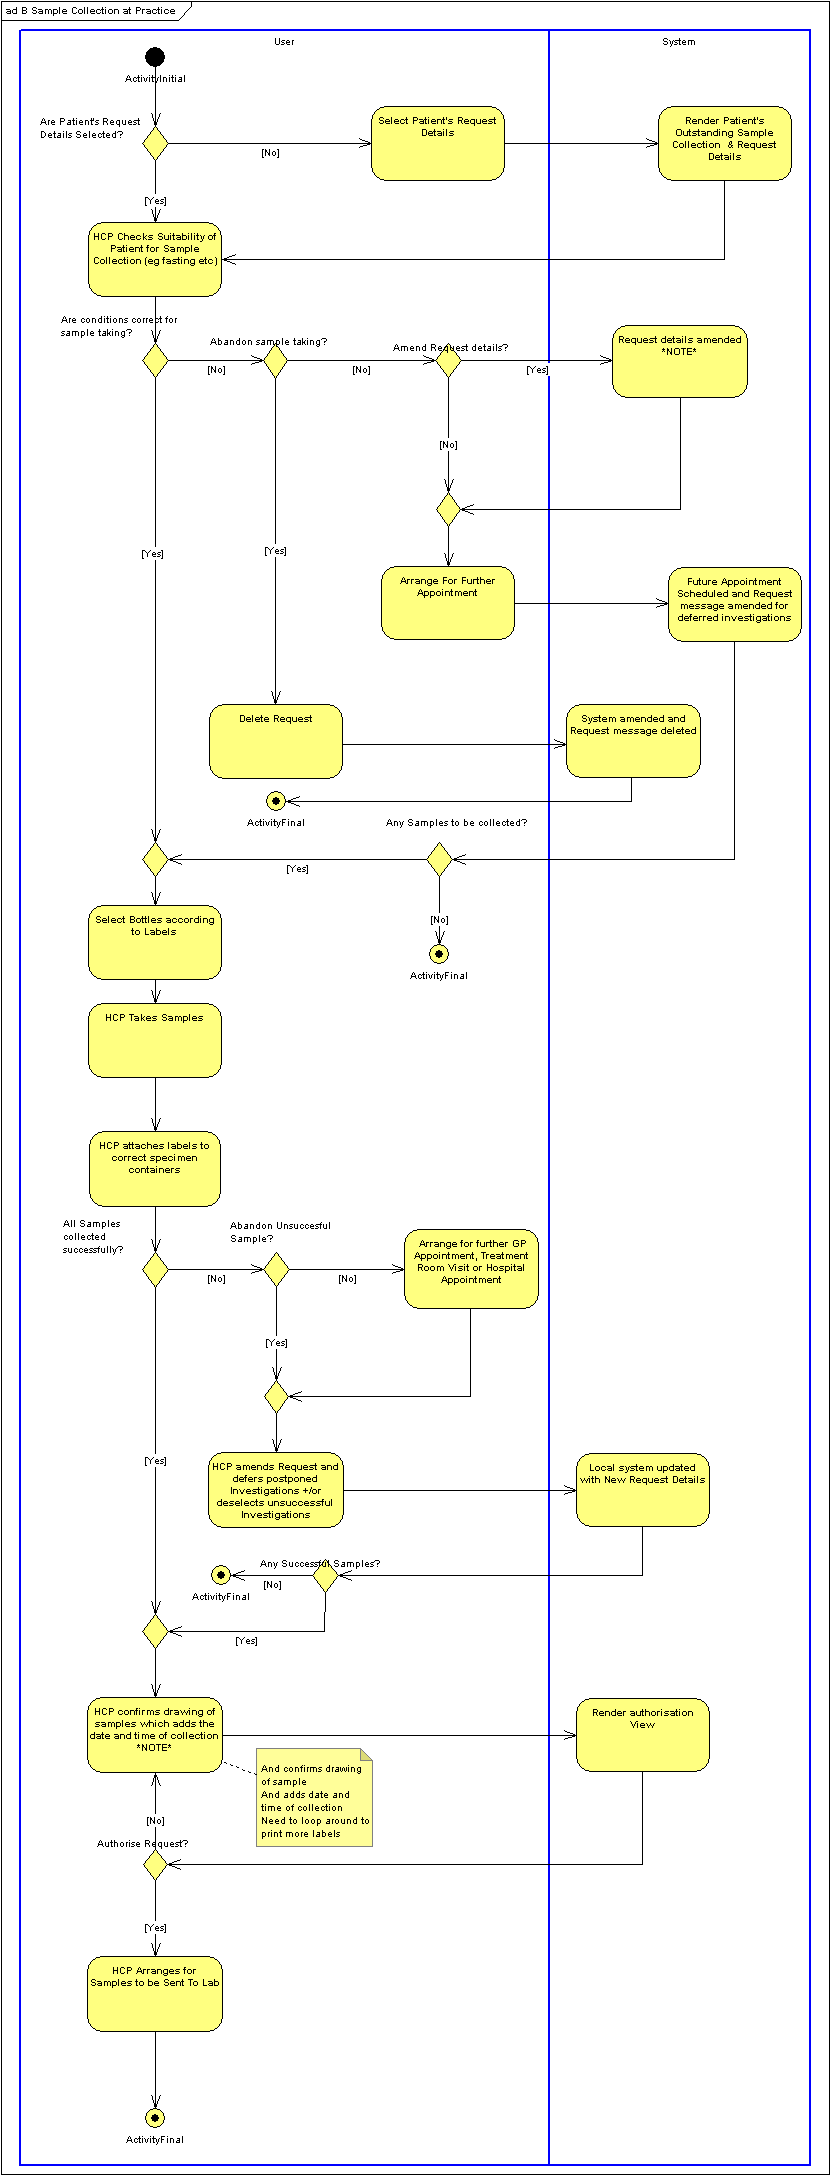 ad B Sample Collection at Practice
User
System
ActivityInitial
Are Patient's Request
Details Selected?
[No]
Select Patient's Request
Details
Render Patient's
Outstanding Sample
Collection & Request
Details
[Yes]
HCP Checks Suitability of
Patient for Sample
Collection (eg fasting etc)
Are conditions correct for
sample taking?
[No]
Abandon sample taking?
[No]
Amend Request details?
[Yes]
Request details amended
*NOTE*
[No]
[Yes]
[Yes]
Arrange For Further
Appointment
Future Appointment
Scheduled and Request
message amended for
deferred investigations
Delete Request
System amended and
Request message deleted
ActivityFinal
Any Samples to be collected?
[Yes]
[No]
ActivityFinal
Select Bottles according
to Labels
HCP Takes Samples
HCP attaches labels to
correct specimen
containers
All Samples
collected
successfully?
[No]
Abandon Unsuccesful
Sample?
[No]
Arrange for further GP
Appointment, Treatment
Room Visit or Hospital
Appointment
[Yes]
[Yes]
HCP amends Request and
defers postponed
Investigations +/or
deselects unsuccessful
Investigations
Local system updated
with New Request Details
Any Successful Samples?
[No]
ActivityFinal
[Yes]
HCP confirms drawing of
samples which adds the
date and time of collection
*NOTE*
Render authorisation
View
And confirms drawing
of sample
And adds date and
time of collection
Need to loop around to
print more labels
[No]
Authorise Request?
[Yes]
HCP Arranges for
Samples to be Sent To Lab
ActivityFinal